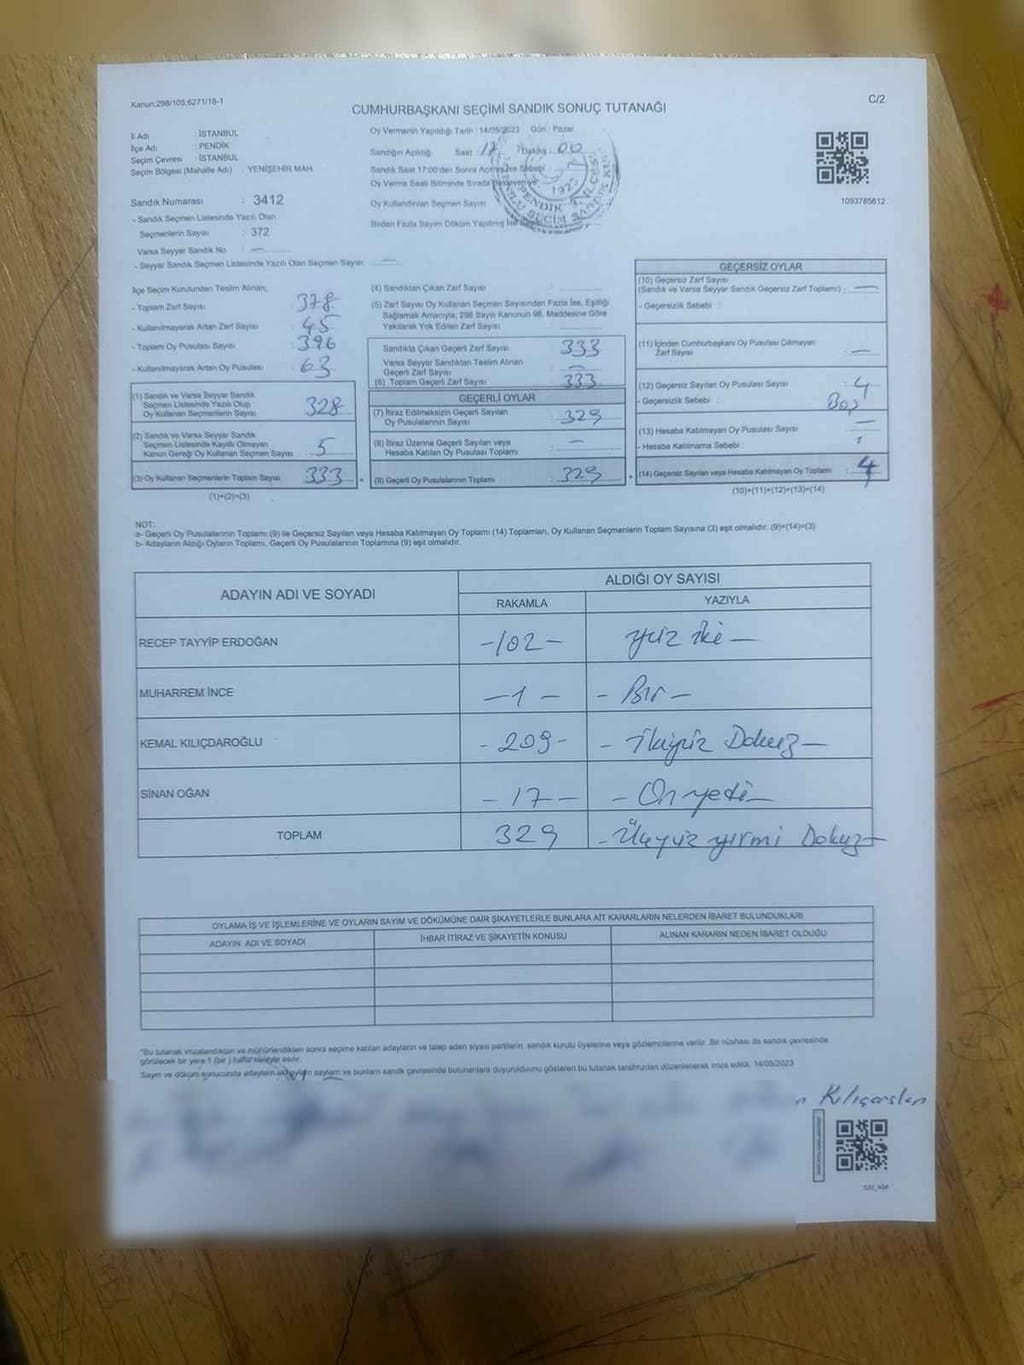 Kanun:298/105;6271/18-1
C/2
CUMHURBAŞKANI SEÇİMİ SANDIK SONUÇ TUTANAĞI
İl Adı : İSTANBUL
İlçe Adı : PENDİK
Seçim Çevresi : İSTANBUL
Seçim Bölgesi (Mahalle Adı) : YENİŞEHİR MAH.
Sandık Numarası : 3412
- Sandık Seçmen Listesinde Yazılı Olan
Seçmenlerin Sayısı : 372
Varsa Seyyar Sandık No : —
- Seyyar Sandık Seçmen Listesinde Yazılı Olan Seçmen Sayısı: —
Oy Vermenin Yapıldığı Tarih : 14/05/2023 Gün : Pazar
Sandığın Açıldığı Saat : 17 Dakika : 00
Sandık Saat 17:00'den Sonra Açılmış İse Sebebi
Oy Verme Saati Bitiminde Sırada
Oy Kullandırılan Seçmen Sayısı
Birden Fazla Sayım Döküm Yapılmış İse
PENDİK
1093785612
İlçe Seçim Kurulundan Teslim Alınan;
- Toplam Zarf Sayısı : 378
- Kullanılmayarak Artan Zarf Sayısı : 45
- Toplam Oy Pusulası Sayısı : 396
- Kullanılmayarak Artan Oy Pusulası : 63
(1) Sandık ve Varsa Seyyar Sandık
Seçmen Listesinde Yazılı Olup
Oy Kullanan Seçmenlerin Sayısı : 328
(2) Sandık ve Varsa Seyyar Sandık
Seçmen Listesinde Kayıtlı Olmayan
Kanun Gereği Oy Kullanan Seçmen Sayısı : 5
(3) Oy Kullanan Seçmenlerin Toplam Sayısı : 333
(1)+(2)=(3)
(4) Sandıktan Çıkan Zarf Sayısı :
(5) Zarf Sayısı Oy Kullanan Seçmen Sayısından Fazla İse, Eşitliği
Sağlamak Amacıyla; 298 Sayılı Kanunun 98. Maddesine Göre
Yakılarak Yok Edilen Zarf Sayısı :
Sandıkta Çıkan Geçerli Zarf Sayısı : 333
Varsa Seyyar Sandıktan Teslim Alınan
Geçerli Zarf Sayısı : —
(6) Toplam Geçerli Zarf Sayısı : 333
GEÇERLİ OYLAR
(7) İtiraz Edilmeksizin Geçerli Sayılan
Oy Pusulasının Sayısı : 329
(8) İtiraz Üzerine Geçerli Sayılan veya
Hesaba Katılan Oy Pusulası Toplamı : —
(9) Geçerli Oy Pusulalarının Toplamı : 329
GEÇERSİZ OYLAR
(10) Geçersiz Zarf Sayısı
(Sandık ve Varsa Seyyar Sandık Geçersiz Zarf Toplamı) : —
- Geçersizlik Sebebi :
(11) İçinden Cumhurbaşkanı Oy Pusulası Çıkmayan
Zarf Sayısı : —
(12) Geçersiz Sayılan Oy Pusulası Sayısı : 4
- Geçersizlik Sebebi : Boş
(13) Hesaba Katılmayan Oy Pusulası Sayısı : —
- Hesaba Katılmama Sebebi :
(14) Geçersiz Sayılan veya Hesaba Katılmayan Oy Toplamı : 4
(10)+(11)+(12)+(13)=(14)
NOT:
a- Geçerli Oy Pusulalarının Toplamı (9) ile Geçersiz Sayılan veya Hesaba Katılmayan Oy Toplamı (14) Toplamları, Oy Kullanan Seçmenlerin Toplam Sayısına (3) eşit olmalıdır. (9)+(14)=(3)
b- Adayların Aldığı Oyların Toplamı, Geçerli Oy Pusulalarının Toplamına (9) eşit olmalıdır.
ADAYIN ADI VE SOYADI
ALDIĞI OY SAYISI
RAKAMLA YAZIYLA
RECEP TAYYİP ERDOĞAN -102- yüz iki —
MUHARREM İNCE —1— - Bir -
KEMAL KILIÇDAROĞLU -209- - İkiyüz Dokuz —
SİNAN OĞAN -17- - Onyedi —
TOPLAM 329 - Üçyüz yirmi Dokuz -
OYLAMA İŞ VE İŞLEMLERİNE VE OYLARIN SAYIM VE DÖKÜMÜNE DAİR ŞİKAYETLERLE BUNLARA AİT KARARLARIN NELERDEN İBARET BULUNDUKLARI
ADAYIN ADI VE SOYADI İHBAR İTİRAZ VE ŞİKAYETİN KONUSU ALINAN KARARIN NEDEN İBARET OLDUĞU
"Bu tutanak imzalandıktan ve mühürlendikten sonra seçime katılan adayların ve talep eden siyasi partilerin, sandık kurulu üyelerine veya gözlemcilerine verilir. Bir nüshası da sandık çevresinde
görülecek bir yere 1 (bir) hafta süreyle asılır.
Sayım ve döküm sonucunda adayların aldığı oyların sayılarını ve bunların sandık çevresinde bulunanlara duyurulduğunu gösteren bu tutanak tarafımızdan düzenlenerek imza edildi. 14/05/2023
n Kılıçarslan